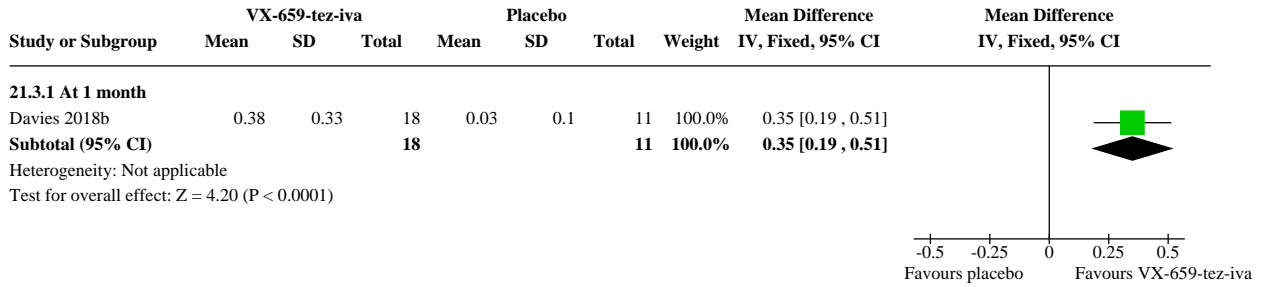 VX-659-tez-iva Placebo Mean Difference Mean Difference
Study or Subgroup Mean SD Total Mean SD Total Weight IV, Fixed, 95% CI IV, Fixed, 95% CI
21.3.1 At 1 month
Davies 2018b 0.38 0.33 18 0.03 0.1 11 100.0% 0.35 [0.19 , 0.51]
Subtotal (95% CI) 18 11 100.0% 0.35 [0.19 , 0.51]
Heterogeneity: Not applicable
Test for overall effect: Z = 4.20 (P < 0.0001)
-0.5 -0.25 0 0.25 0.5
Favours placebo Favours VX-659-tez-iva